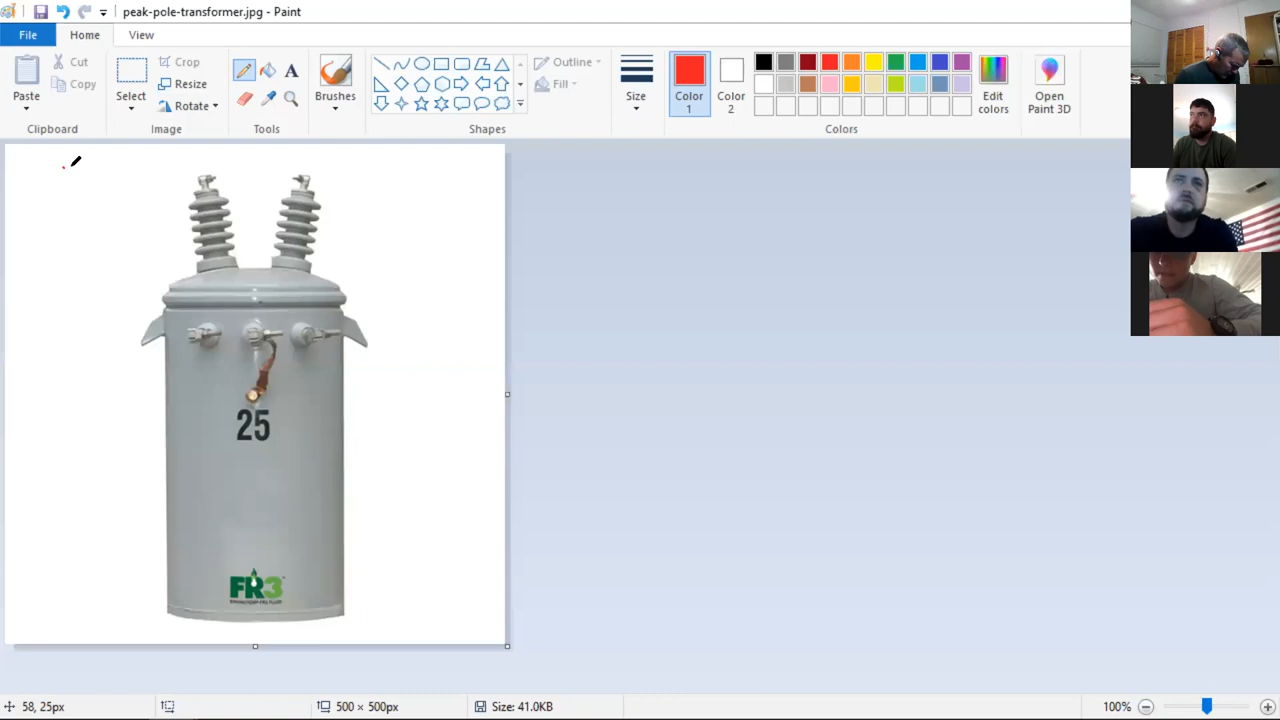 peak-pole-transformer.jpg - Paint
File
Home
View
Paste
Cut
Copy
Clipboard
Select
Crop
Resize
Rotate
Image
Tools
Brushes
Shapes
Outline
Fill
Size
Color 1
Color 2
Colors
Edit colors
Open Paint 3D
25
FR3
58, 25px
500 × 500px
Size: 41.0KB
100%